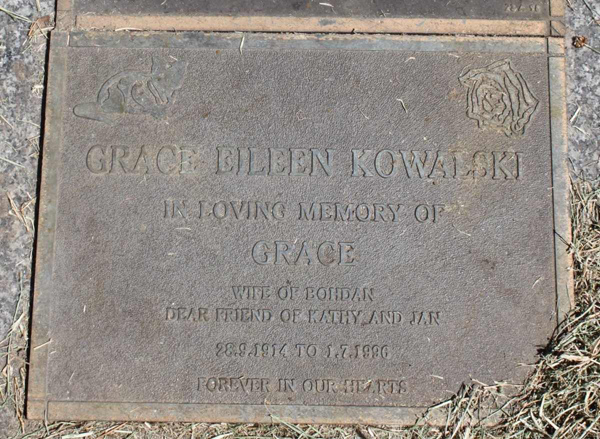 GRACE EILEEN KOWALSKI
IN LOVING MEMORY OF
GRACE
WIFE OF BOHDAN
DEAR FRIEND OF KATHY AND JAN
28.9.1914 TO 1.7.1996
FOREVER IN OUR HEARTS